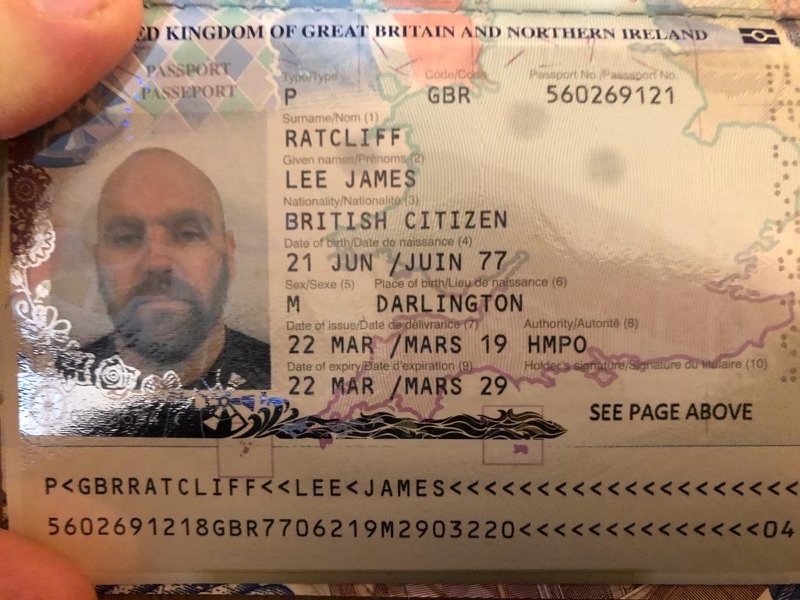 ED KINGDOM OF GREAT BRITAIN AND NORTHERN IRELAND
PASSPORT
PASSEPORT
Type/Type
Code/Code
Passport No./Passeport No.
P
GBR
560269121
Surname/Nom (1)
RATCLIFF
Given names/Prénoms (2)
LEE JAMES
Nationality/Nationalité (3)
BRITISH CITIZEN
Date of birth/Date de naissance (4)
21 JUN /JUIN 77
Sex/Sexe (5)
Place of birth/Lieu de naissance (6)
M
DARLINGTON
Date of issue/Date de délivrance (7)
Authority/Autorité (8)
22 MAR /MARS 19
HMPO
Date of expiry/Date d'expiration (9)
Holder's signature/Signature du titulaire (10)
22 MAR /MARS 29
SEE PAGE ABOVE
P<GBRRATCLIFF<<LEE<JAMES<<<<<<<<<<<<<<<<<<<<
5602691218GBR7706219M2903220<<<<<<<<<<<<<<04